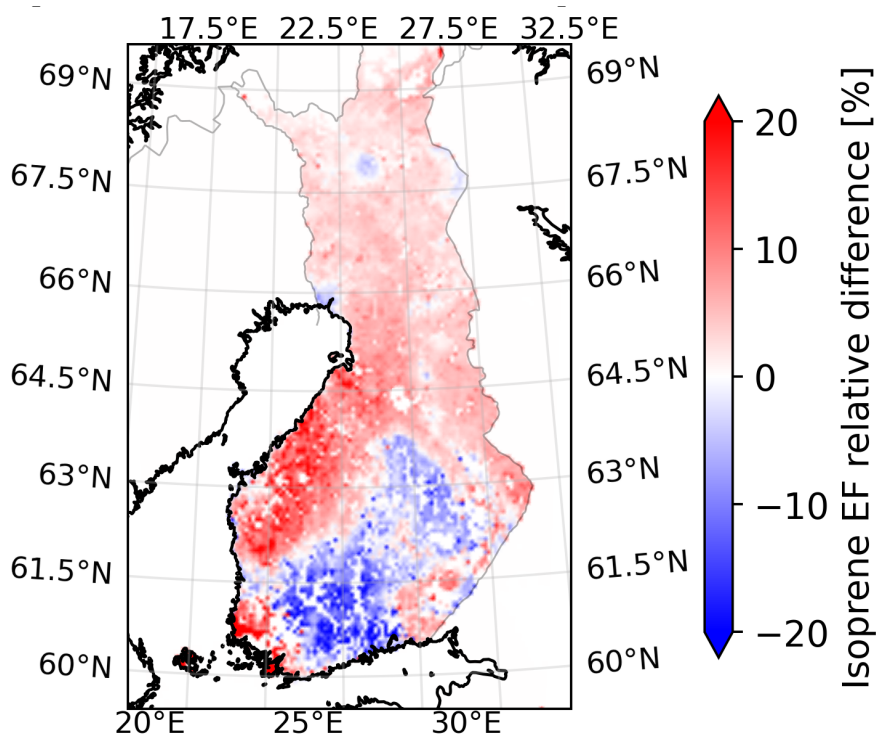 17.5°E 22.5°E 27.5°E 32.5°E
69°N 69°N
67.5°N 67.5°N
66°N 66°N
64.5°N 64.5°N
63°N 63°N
61.5°N 61.5°N
60°N 60°N
20°E 25°E 30°E
20
10
0
−10
−20
Isoprene EF relative difference [%]